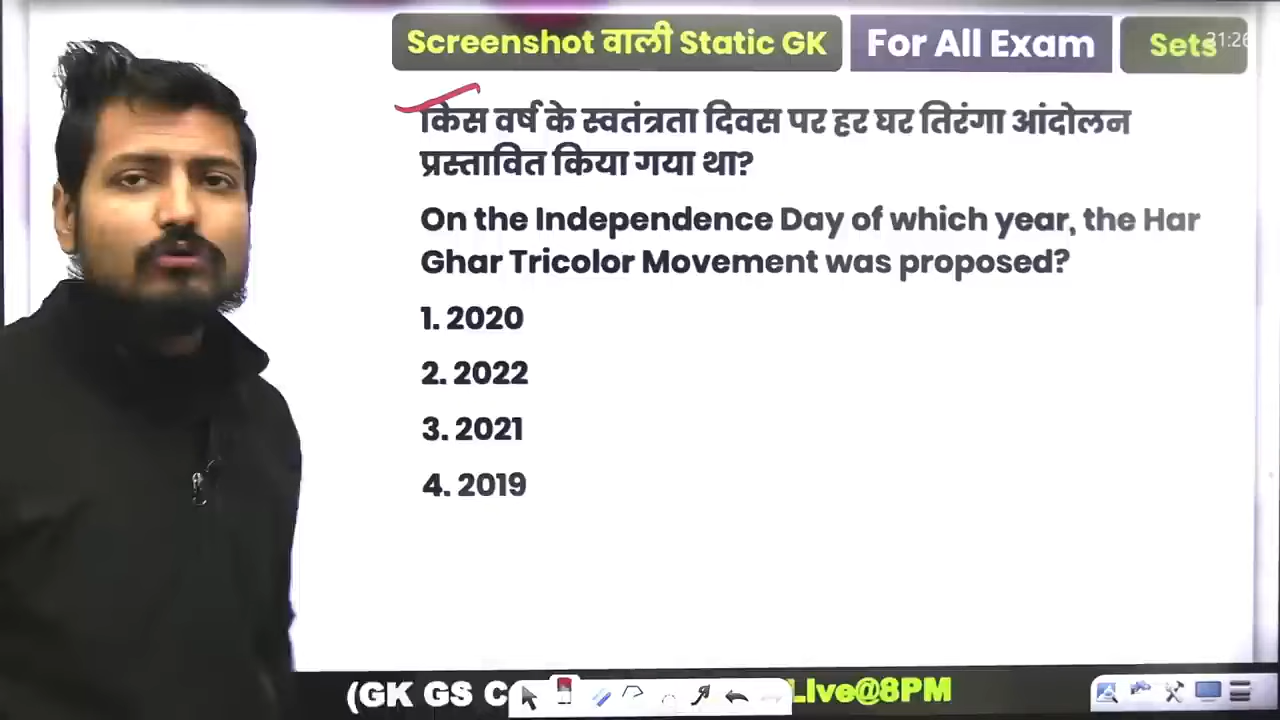 Screenshot वाली Static GK
For All Exam
Sets
21:26
किस वर्ष के स्वतंत्रता दिवस पर हर घर तिरंगा आंदोलन
प्रस्तावित किया गया था?
On the Independence Day of which year, the Har
Ghar Tricolor Movement was proposed?
1. 2020
2. 2022
3. 2021
4. 2019
(GK GS
LIve@8PM